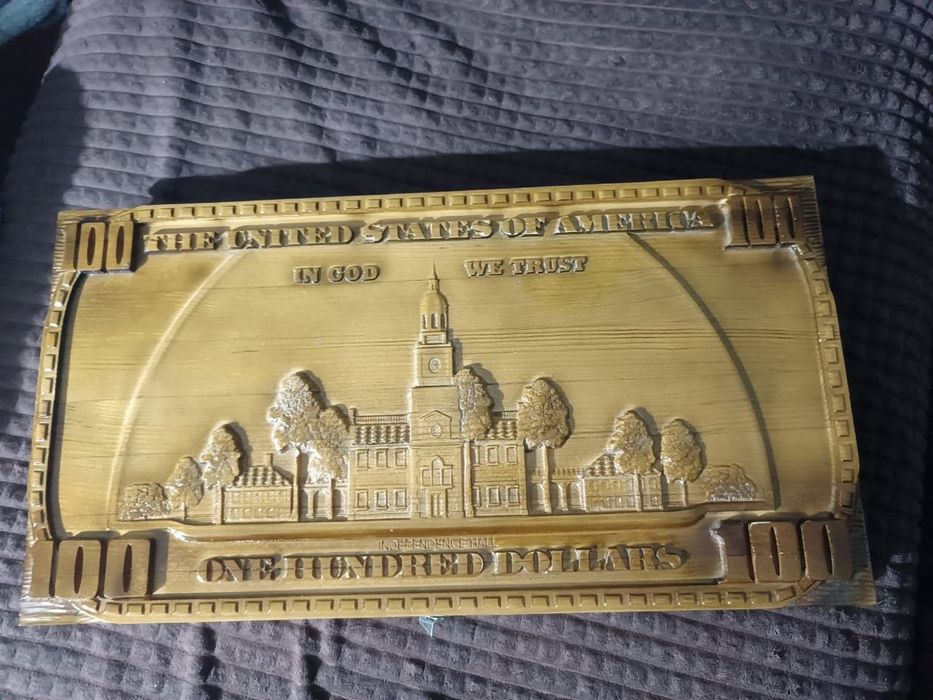 100 THE UNITED STATES OF AMERICA 100
IN GOD WE TRUST
INDEPENDENCE HALL
100 ONE HUNDRED DOLLARS 100